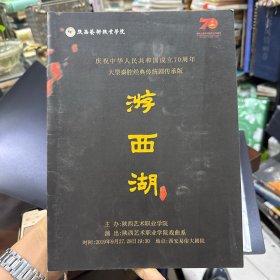 陕西艺术职业学院
70
庆祝中华人民共和国成立70周年
大型秦腔经典传统剧传承版
游西湖
主 办:陕西艺术职业学院
演 出:陕西艺术职业学院戏曲系
时间:2019年9月27、28日19:30 地点:西安易俗大剧院